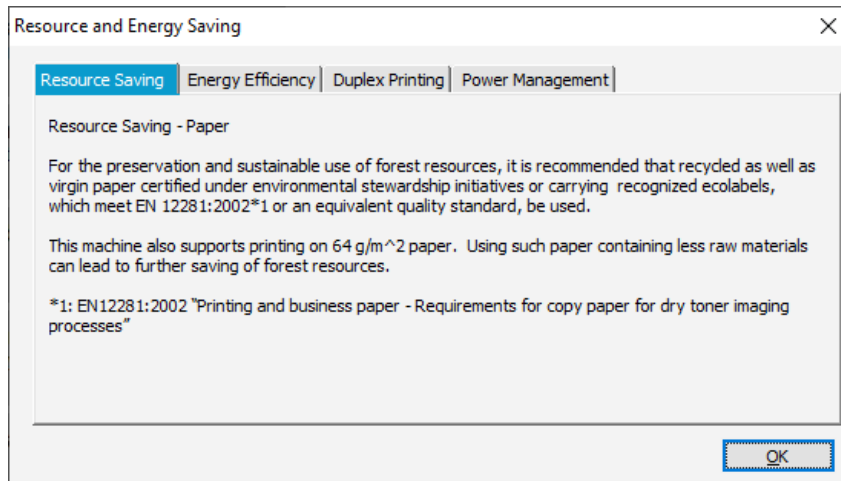 Resource and Energy Saving
Resource Saving
Energy Efficiency
Duplex Printing
Power Management
Resource Saving - Paper
For the preservation and sustainable use of forest resources, it is recommended that recycled as well as
virgin paper certified under environmental stewardship initiatives or carrying  recognized ecolabels,
which meet EN 12281:2002*1 or an equivalent quality standard, be used.
This machine also supports printing on 64 g/m^2 paper.  Using such paper containing less raw materials
can lead to further saving of forest resources.
*1: EN12281:2002 “Printing and business paper - Requirements for copy paper for dry toner imaging
processes”
OK